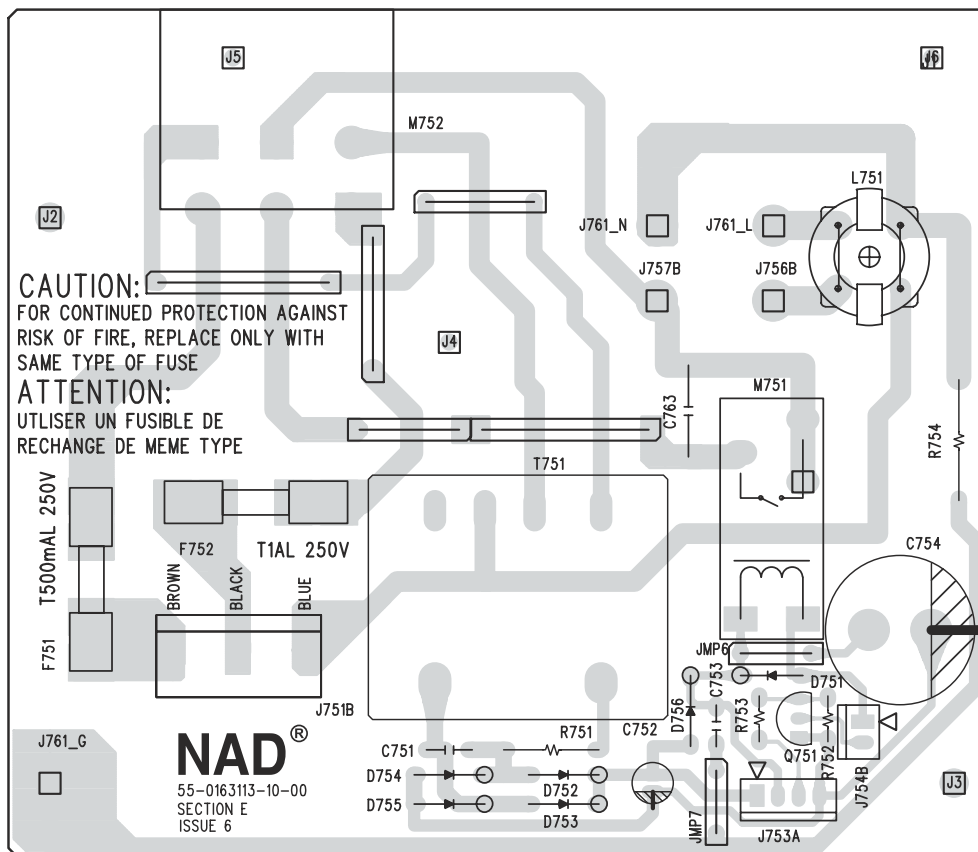 J5
J6
M752
L751
J2
J761_N
J761_L
J757B
J756B
CAUTION:
FOR CONTINUED PROTECTION AGAINST
RISK OF FIRE, REPLACE ONLY WITH
SAME TYPE OF FUSE
J4
ATTENTION:
UTLISER UN FUSIBLE DE
RECHANGE DE MEME TYPE
M751
C763
R754
T751
T500mAL 250V
F752
T1AL 250V
C754
BROWN
BLACK
BLUE
F751
JMP6
C753
D751
J751B
D756
R753
J761_G
NAD®
C751
R751
C752
Q751
R752
J754B
D754
D752
J3
55-0163113-10-00
D755
D753
SECTION E
ISSUE 6
JMP7
J753A